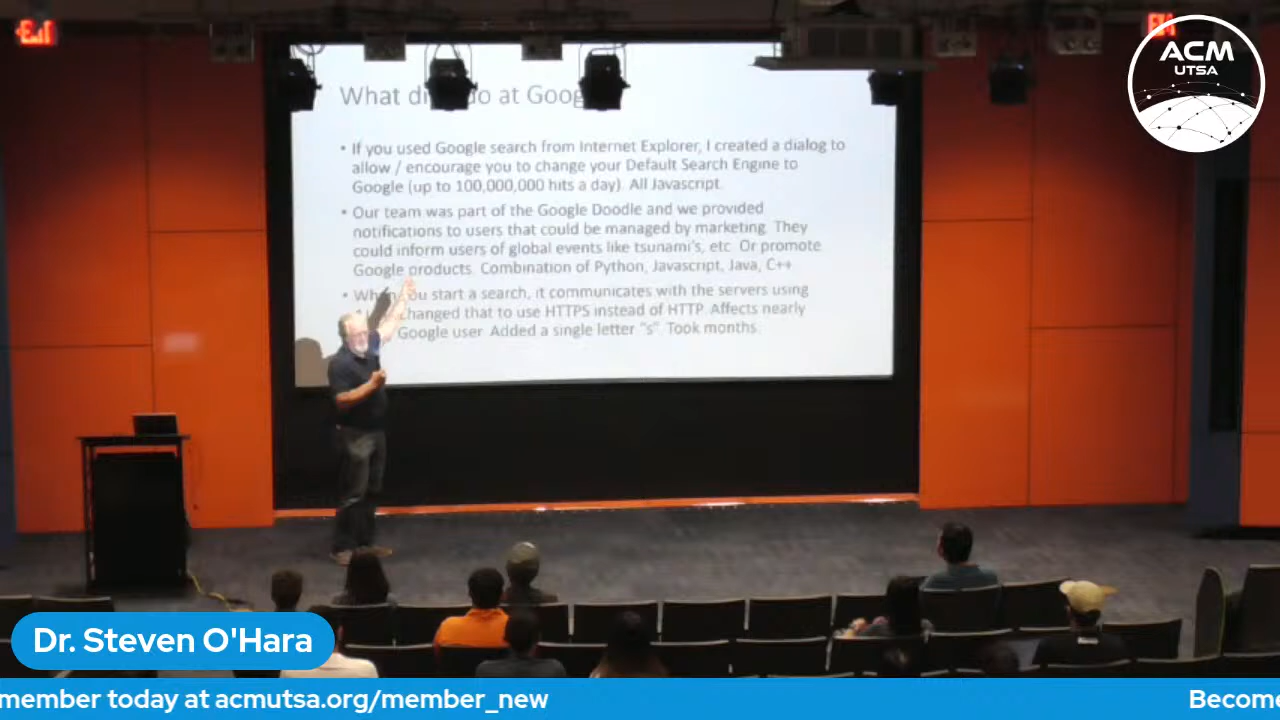 EXIT
EXIT
ACM
UTSA
What di do at Goog
• If you used Google search from Internet Explorer, I created a dialog to
allow / encourage you to change your Default Search Engine to
Google (up to 100,000,000 hits a day). All Javascript.
• Our team was part of the Google Doodle and we provided
notifications to users that could be managed by marketing. They
could inform users of global events like tsunami's, etc. Or promote
Google products. Combination of Python, Javascript, Java, C++
• When you start a search, it communicates with the servers using
changed that to use HTTPS instead of HTTP. Affects nearly
Google user. Added a single letter "s". Took months.
Dr. Steven O'Hara
member today at acmutsa.org/member_new
Become